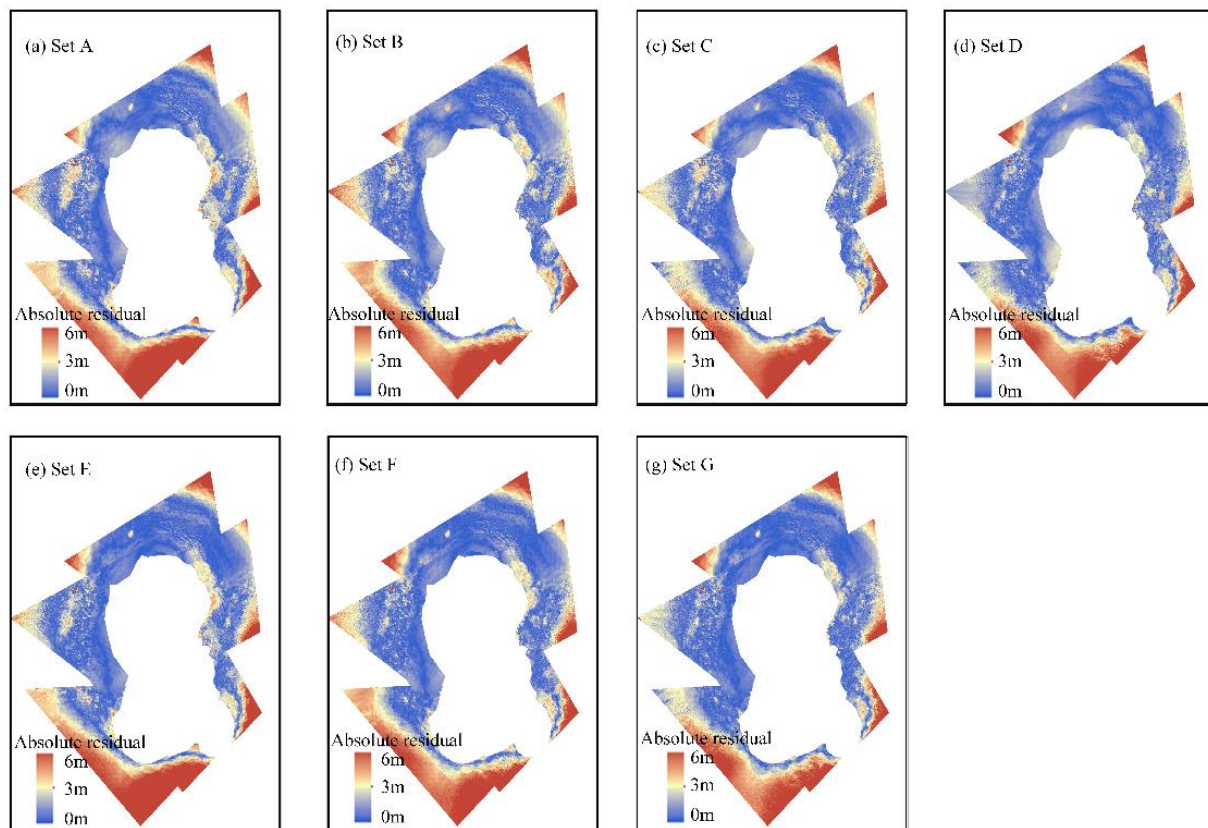 (a) Set A
(b) Set B
(c) Set C
(d) Set D
Absolute residual
6m
3m
0m
Absolute residual
6m
3m
0m
Absolute residual
6m
3m
0m
Absolute residual
6m
3m
0m
(e) Set E
(f) Set F
(g) Set G
Absolute residual
6m
3m
0m
Absolute residual
6m
3m
0m
Absolute residual
6m
3m
0m